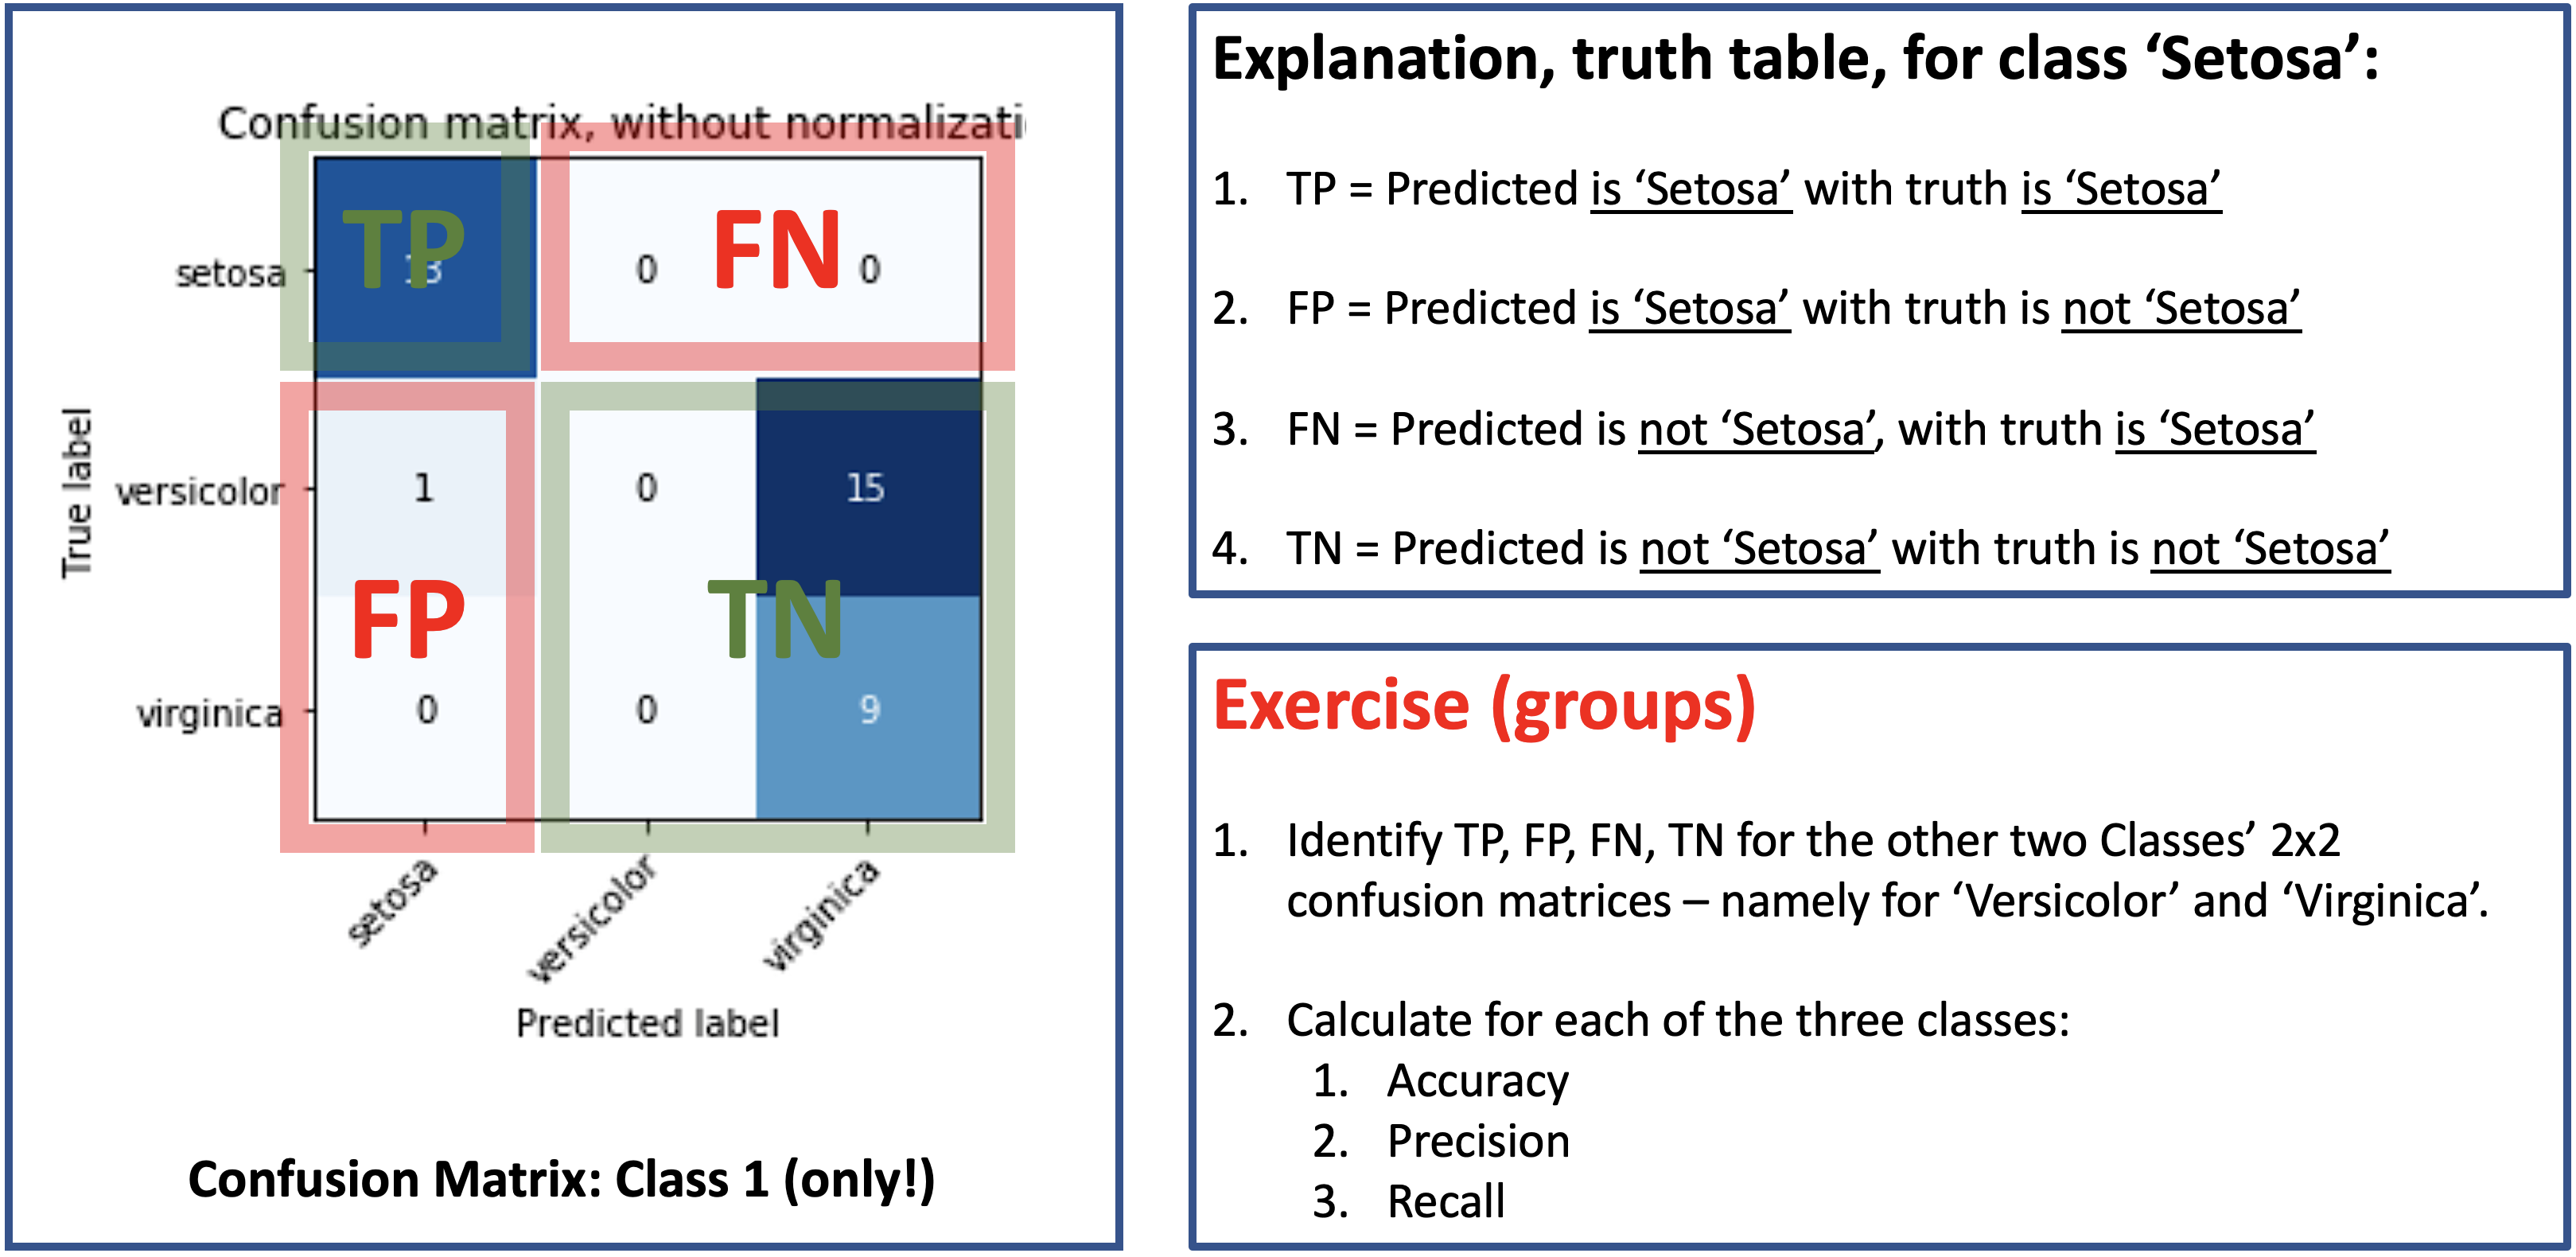 Confusion matrix, without normalizati
TP
FN
13
0
0
setosa
True label
versicolor
1
0
15
FP
TN
virginica
0
0
9
setosa
versicolor
virginica
Predicted label
Confusion Matrix: Class 1 (only!)
Explanation, truth table, for class ‘Setosa’:
1. TP = Predicted is ‘Setosa’ with truth is ‘Setosa’
2. FP = Predicted is ‘Setosa’ with truth is not ‘Setosa’
3. FN = Predicted is not ‘Setosa’, with truth is ‘Setosa’
4. TN = Predicted is not ‘Setosa’ with truth is not ‘Setosa’
Exercise (groups)
1. Identify TP, FP, FN, TN for the other two Classes’ 2x2
confusion matrices – namely for ‘Versicolor’ and ‘Virginica’.
2. Calculate for each of the three classes:
1. Accuracy
2. Precision
3. Recall